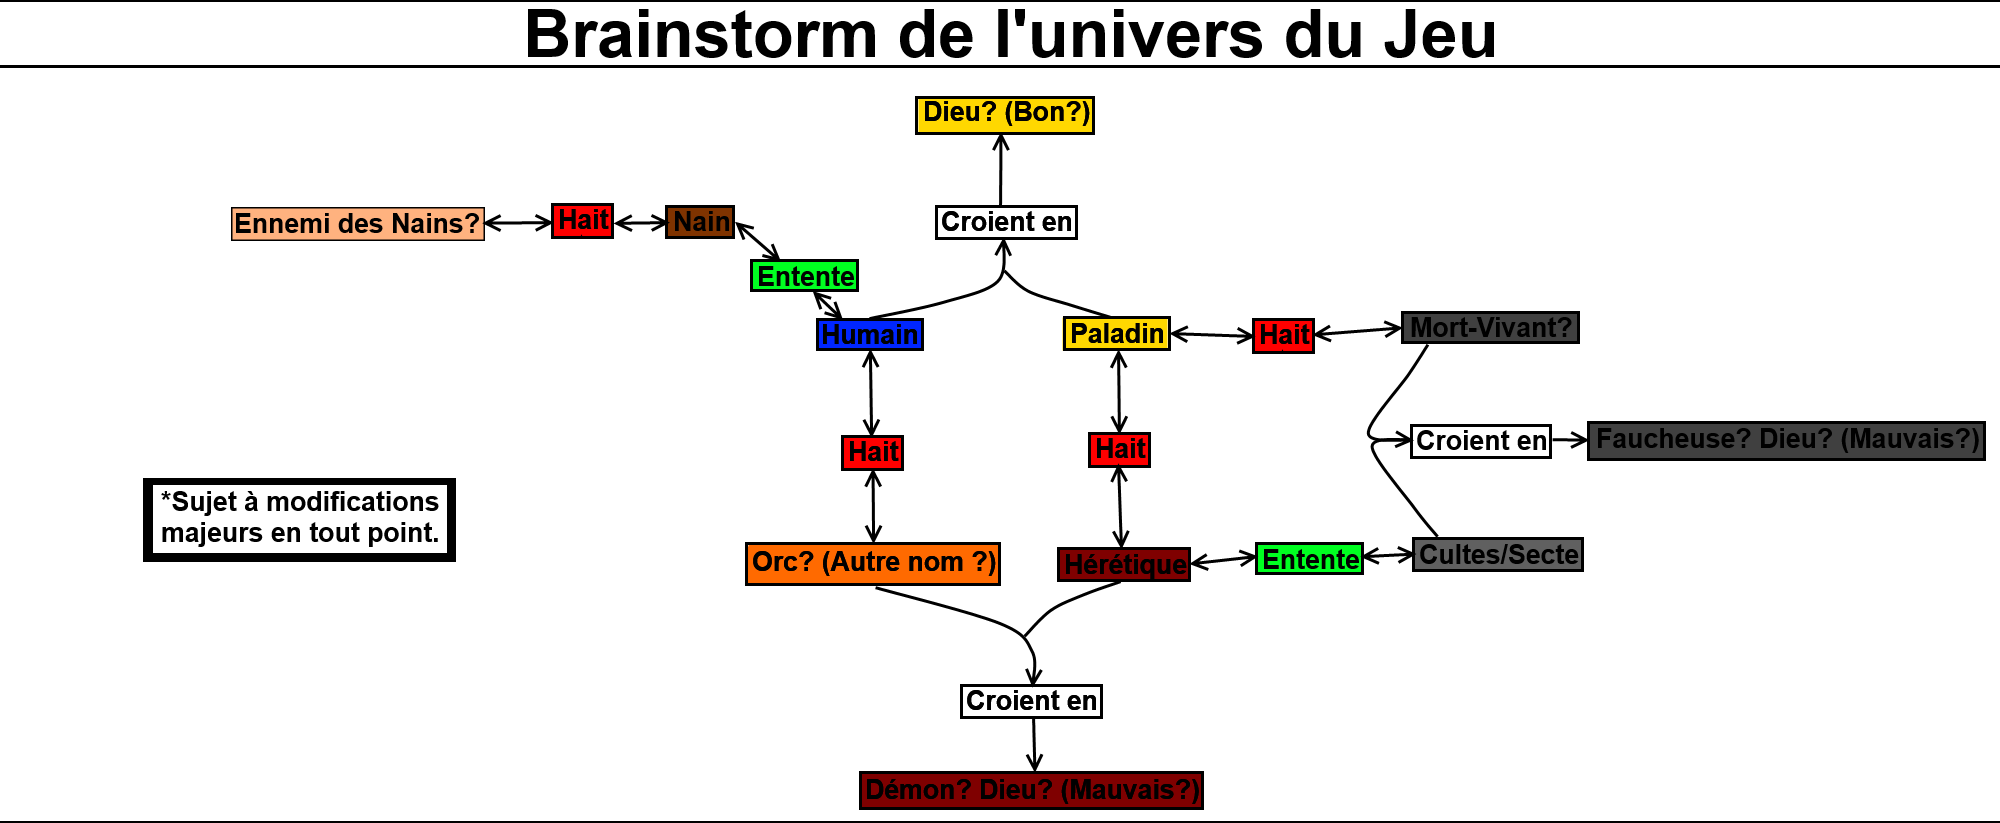 Brainstorm de l'univers du Jeu
Dieu? (Bon?)
Ennemi des Nains?
Hait
Nain
Croient en
Entente
Humain
Paladin
Hait
Mort-Vivant?
Hait
Hait
Croient en
Faucheuse? Dieu? (Mauvais?)
*Sujet à modifications
majeurs en tout point.
Orc? (Autre nom ?)
Hérétique
Entente
Cultes/Secte
Croient en
Démon? Dieu? (Mauvais?)